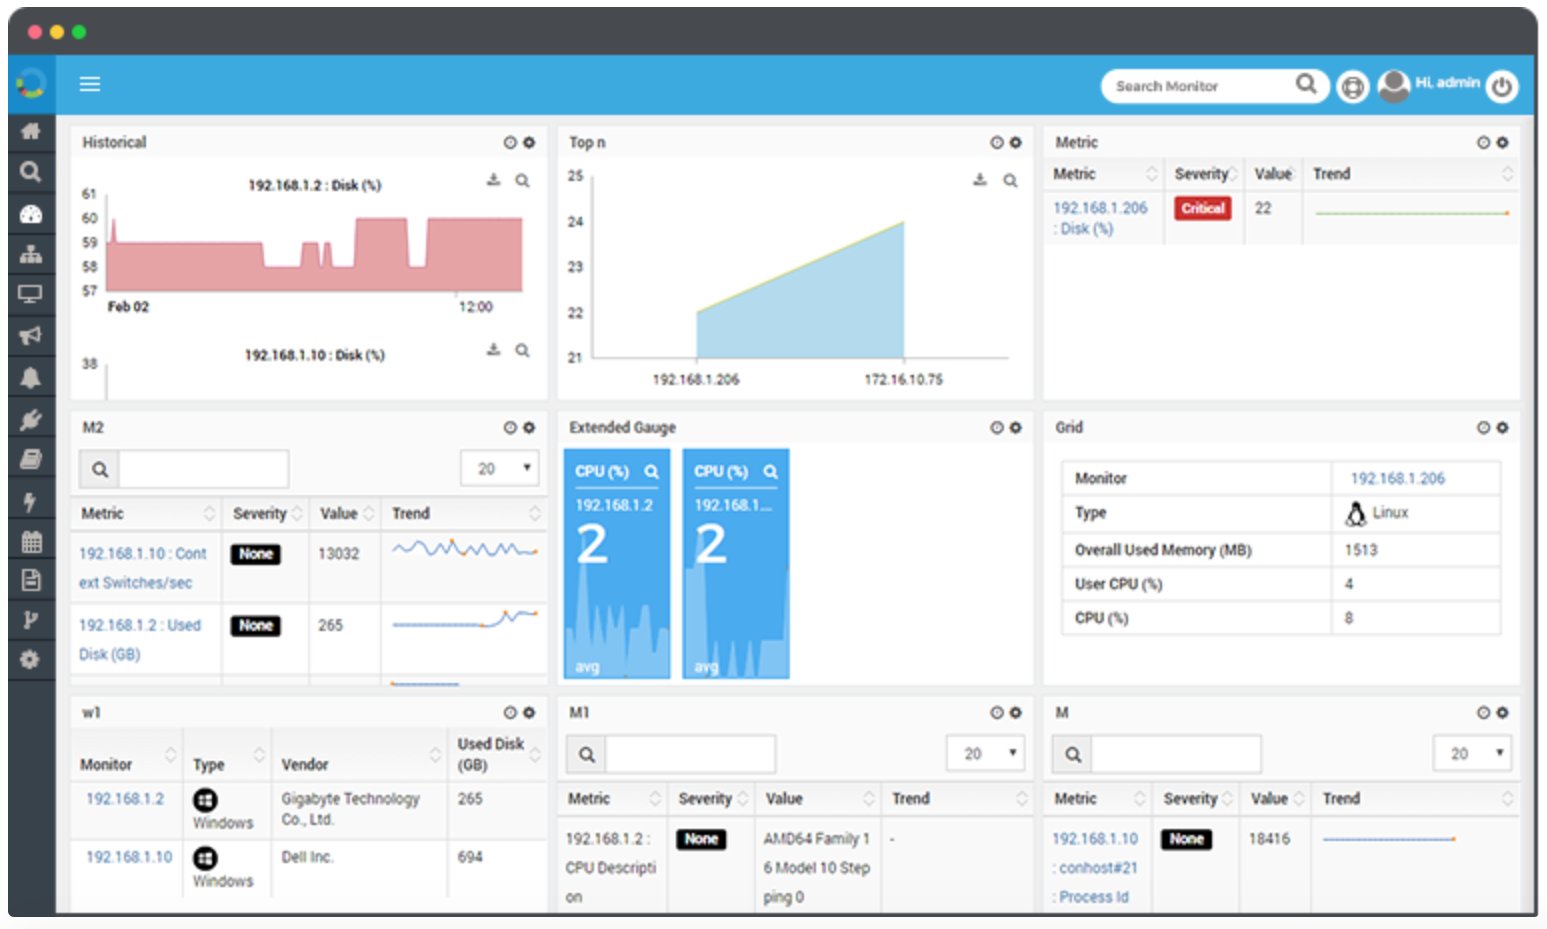 Search Monitor
Hi, admin
Historical
192.168.1.2 : Disk (%)
61
60
59
58
57
Feb 02
12:00
192.168.1.10 : Disk (%)
38
Top n
25
24
23
22
21
192.168.1.206
172.16.10.75
Metric
Metric Severity Value Trend
192.168.1.206 Critical 22
: Disk (%)
M2
20
Metric Severity Value Trend
192.168.1.10 : Cont None 13032
ext Switches/sec
192.168.1.2 : Used None 265
Disk (GB)
Extended Gauge
CPU (%)
192.168.1.2
2
avg
CPU (%)
192.168.1...
2
avg
Grid
Monitor 192.168.1.206
Type Linux
Overall Used Memory (MB) 1513
User CPU (%) 4
CPU (%) 8
w1
Monitor Type Vendor Used Disk
(GB)
192.168.1.2 Gigabyte Technology 265
Windows Co., Ltd.
192.168.1.10 Dell Inc. 694
Windows
M1
20
Metric Severity Value Trend
192.168.1.2 : None AMD64 Family 1 -
CPU Descripti 6 Model 10 Step
on ping 0
M
20
Metric Severity Value Trend
192.168.1.10 None 18416
: conhost#21
: Process Id